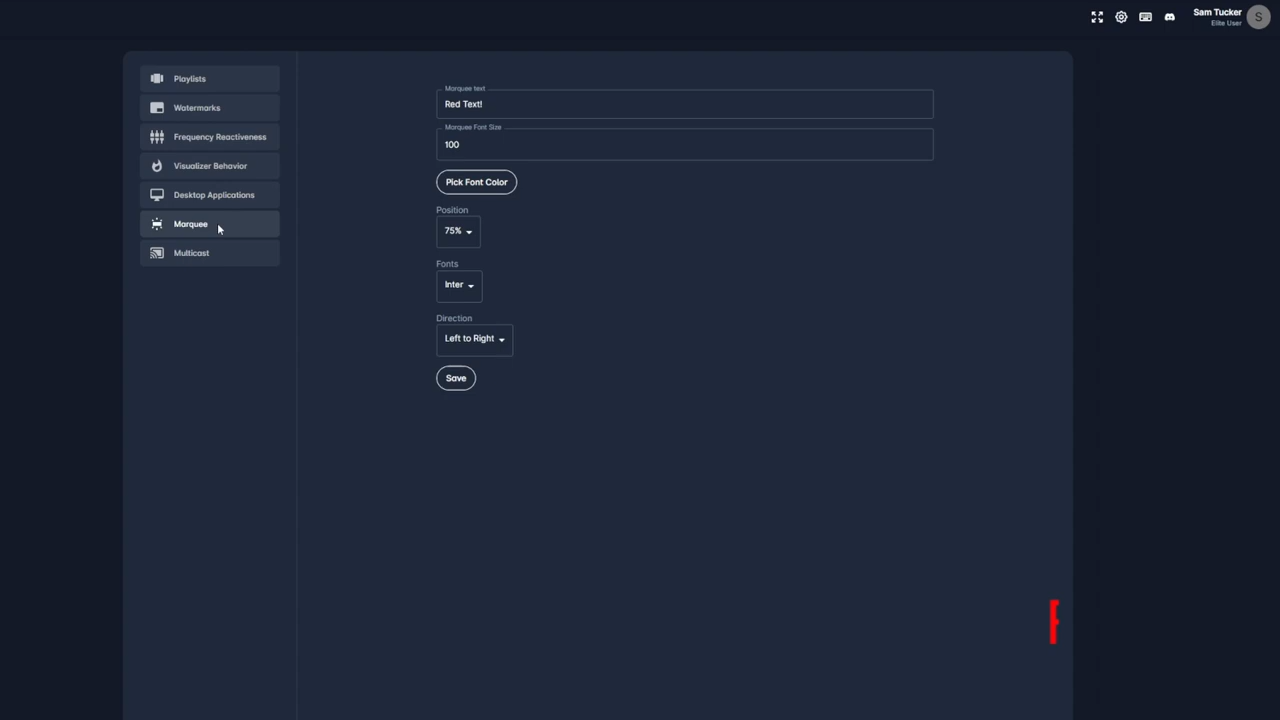 Sam Tucker
Elite User
S
Playlists
Watermarks
Frequency Reactiveness
Visualizer Behavior
Desktop Applications
Marquee
Multicast
Marquee text
Red Text!
Marquee Font Size
100
Pick Font Color
Position
75%
Fonts
Inter
Direction
Left to Right
Save